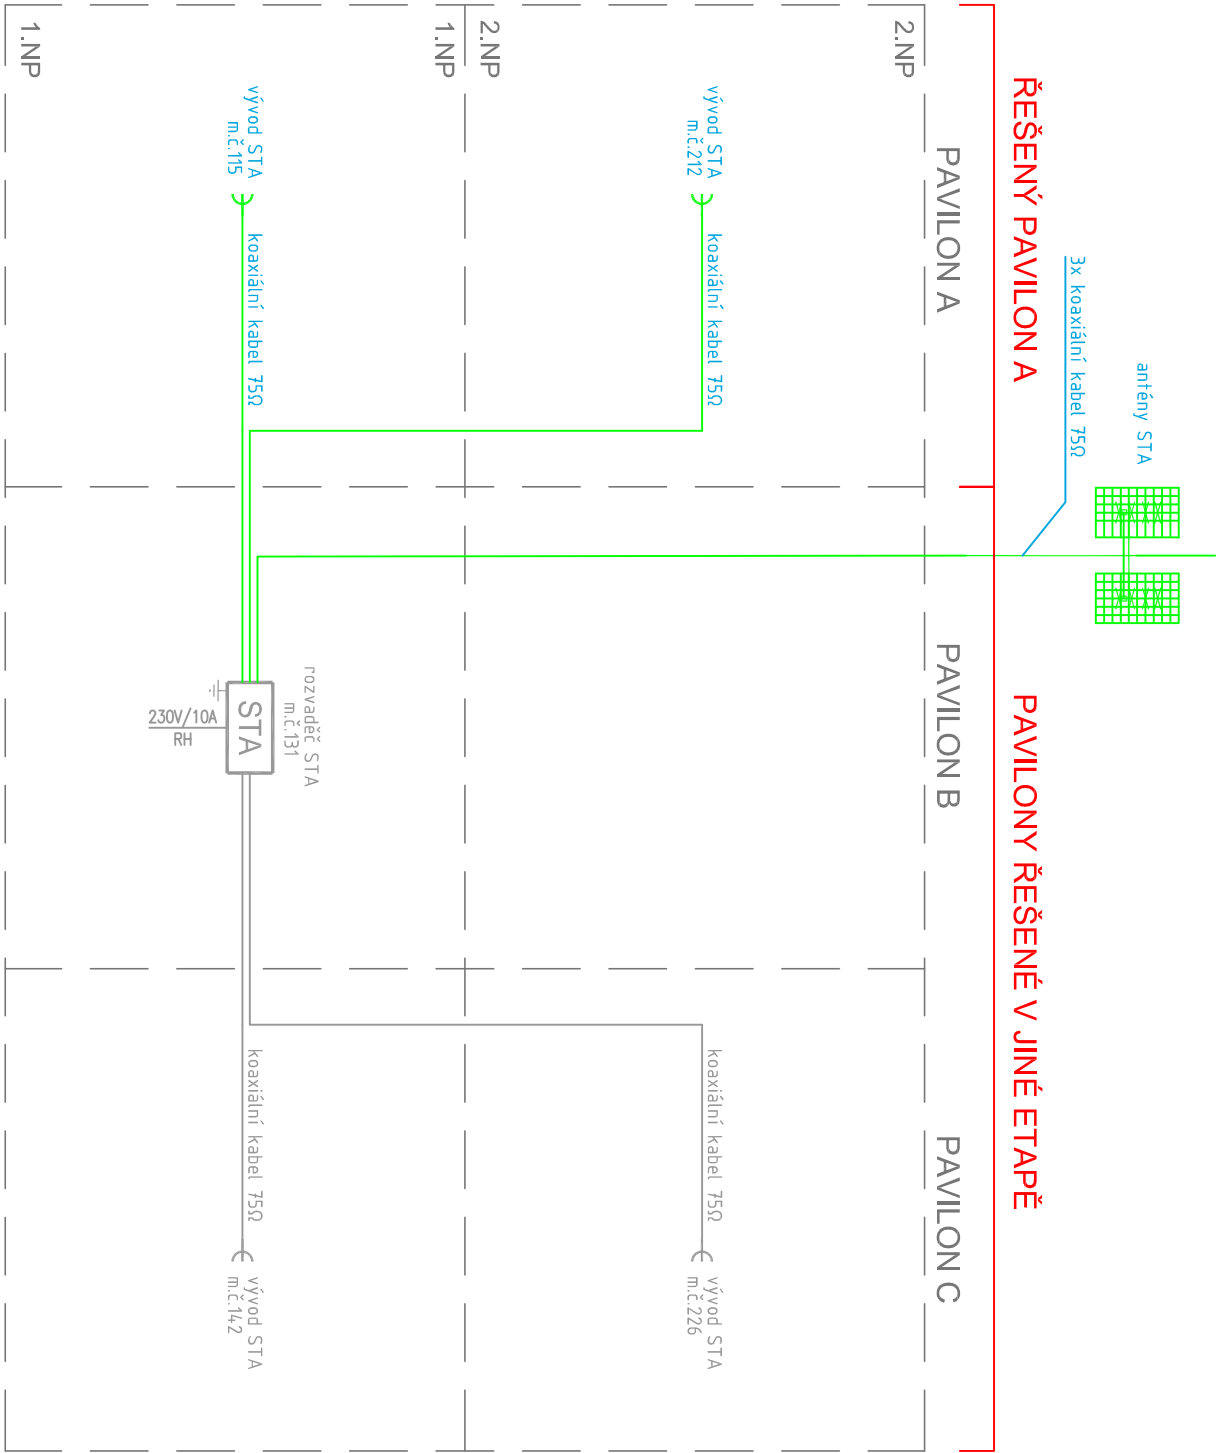 antény STA
3x koaxiální kabel 75Ω
ŘEŠENÝ PAVILON A
PAVILONY ŘEŠENÉ V JINÉ ETAPĚ
PAVILON A
PAVILON B
PAVILON C
2.NP
vývod STA
m.č.212
koaxiální kabel 75Ω
koaxiální kabel 75Ω
vývod STA
m.č.226
2.NP
1.NP
rozvaděč STA
m.č.131
vývod STA
m.č.115
koaxiální kabel 75Ω
STA
230V/10A
RH
koaxiální kabel 75Ω
vývod STA
m.č.142
1.NP